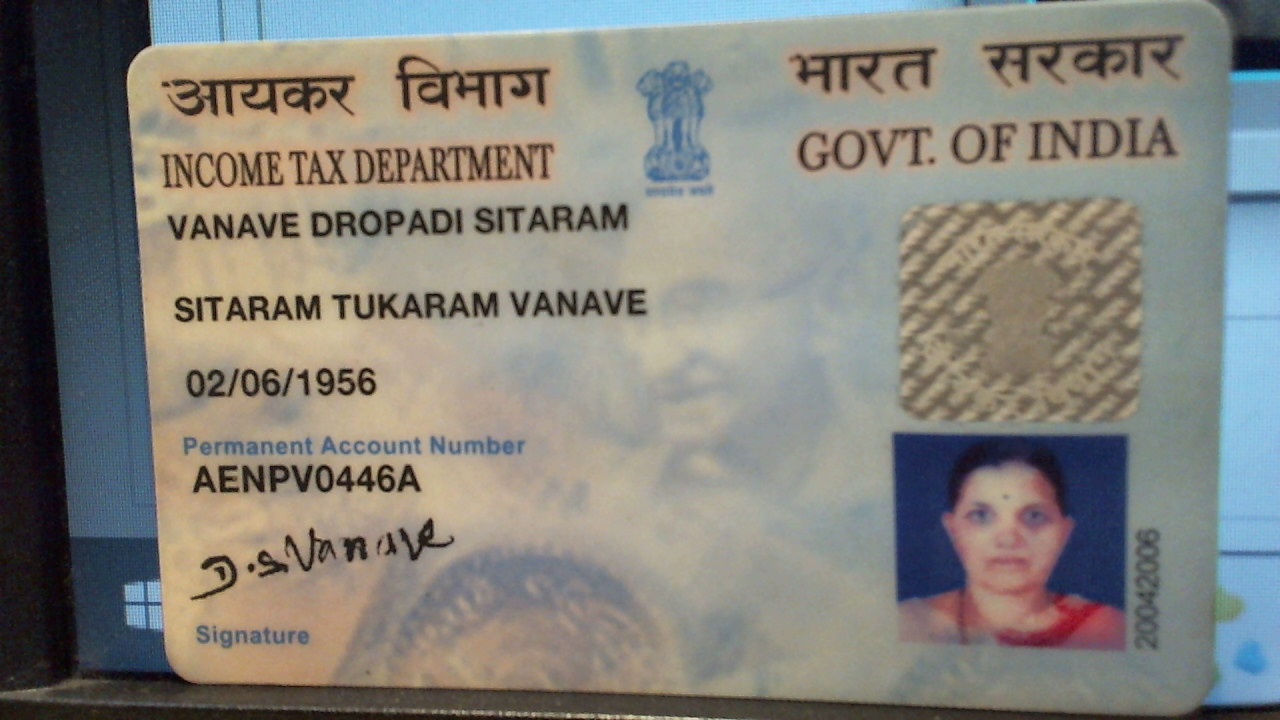 आयकर विभाग
भारत सरकार
INCOME TAX DEPARTMENT
GOVT. OF INDIA
VANAVE DROPADI SITARAM
SITARAM TUKARAM VANAVE
02/06/1956
Permanent Account Number
AENPV0446A
D.S.Vanave
Signature
20042006